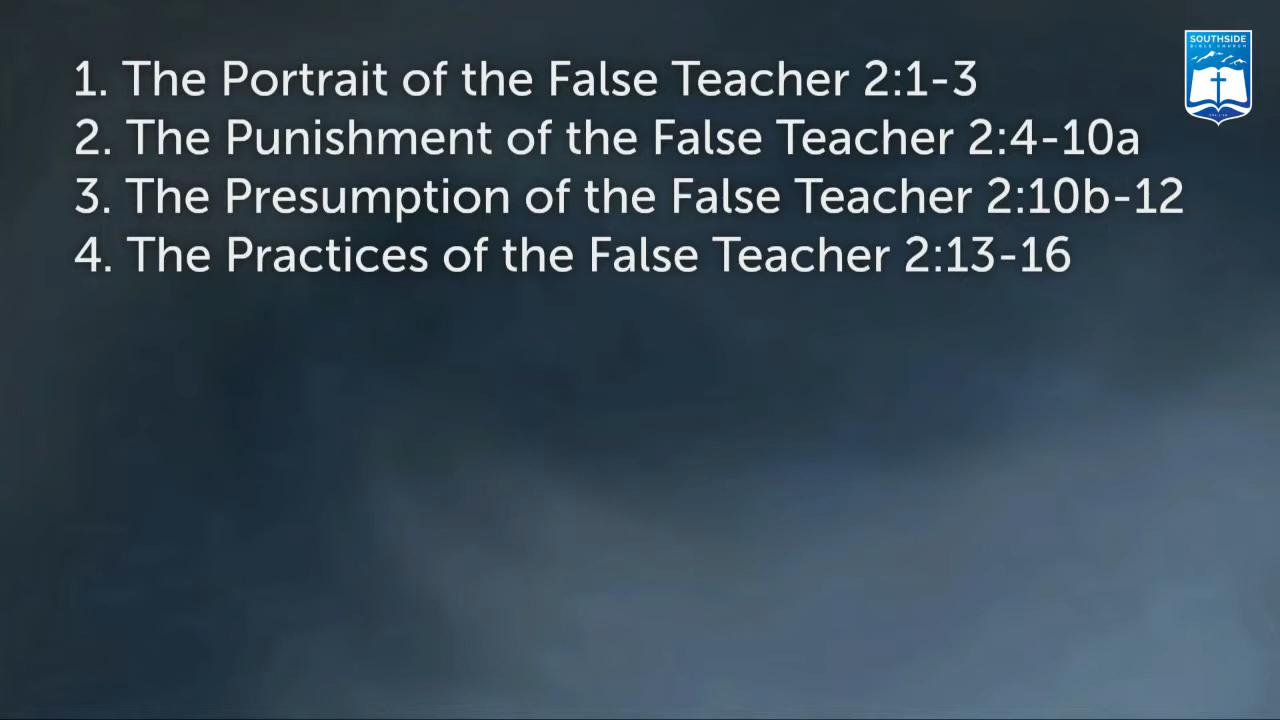 1. The Portrait of the False Teacher 2:1-3
2. The Punishment of the False Teacher 2:4-10a
3. The Presumption of the False Teacher 2:10b-12
4. The Practices of the False Teacher 2:13-16
SOUTHSIDE
BIBLE CHURCH